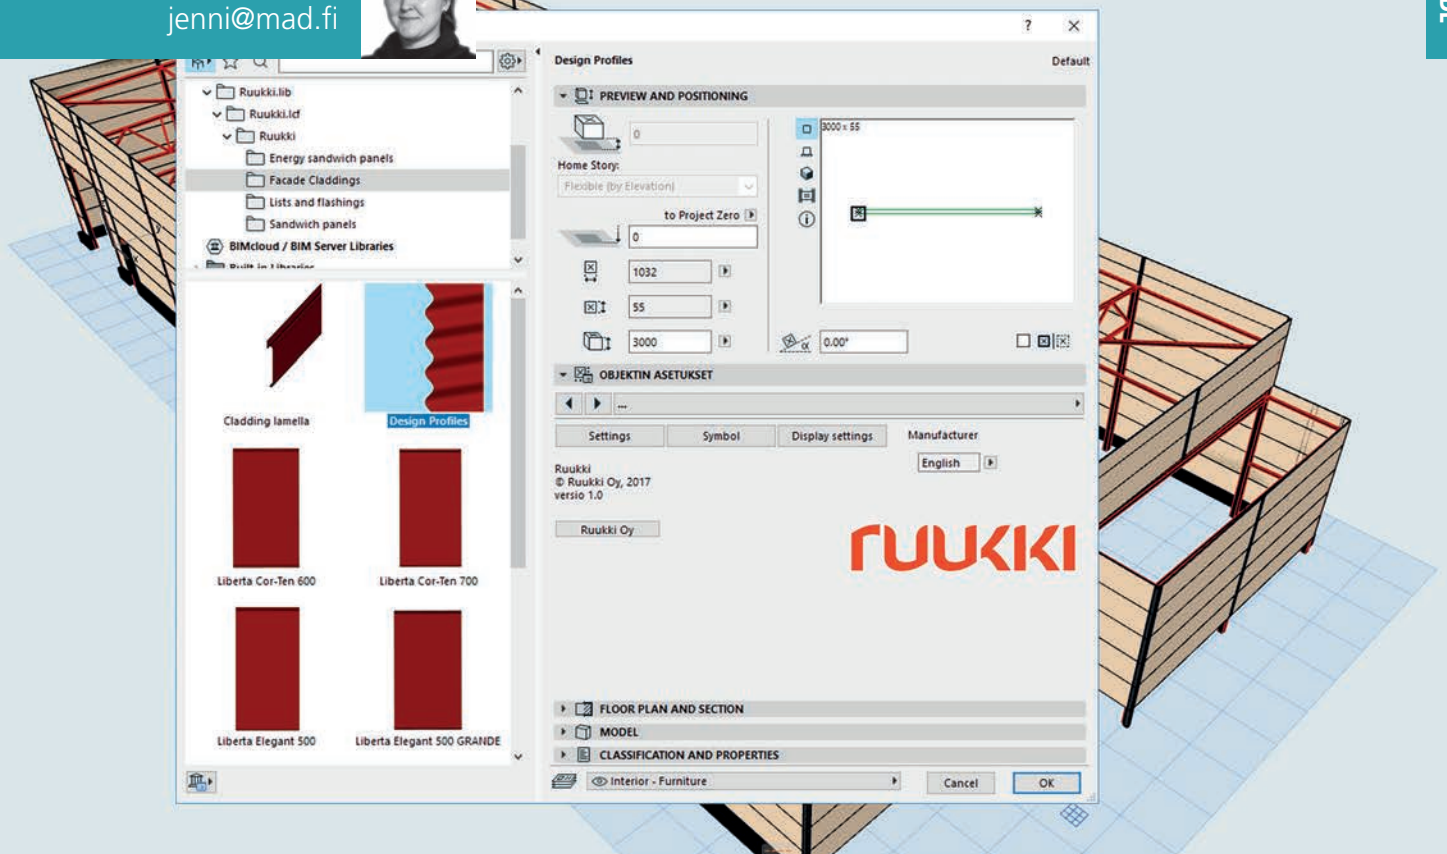 jenni@mad.fi
?
Design Profiles
Default
Ruukki.lib
Ruukki.lcf
Ruukki
Energy sandwich panels
Facade Claddings
Lists and flashings
Sandwich panels
BIMcloud / BIM Server Libraries
Built-in Libraries
Cladding lamella
Design Profiles
Liberta Cor-Ten 600
Liberta Cor-Ten 700
Liberta Elegant 500
Liberta Elegant 500 GRANDE
PREVIEW AND POSITIONING
0
Home Story:
Flexible (by Elevation)
to Project Zero
0
1032
55
3000
3000 x 55
α
0.00°
OBJEKTIN ASETUKSET
...
Settings
Symbol
Display settings
Manufacturer
English
Ruukki
© Ruukki Oy, 2017
versio 1.0
Ruukki Oy
RUUKKI
FLOOR PLAN AND SECTION
MODEL
CLASSIFICATION AND PROPERTIES
Interior - Furniture
Cancel
OK